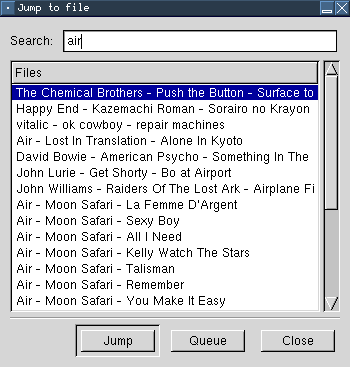 Jump to file
Search: air
Files
The Chemical Brothers - Push the Button - Surface to
Happy End - Kazemachi Roman - Sorairo no Krayon
vitalic - ok cowboy - repair machines
Air - Lost In Translation - Alone In Kyoto
David Bowie - American Psycho - Something In The
John Lurie - Get Shorty - Bo at Airport
John Williams - Raiders Of The Lost Ark - Airplane Fi
Air - Moon Safari - La Femme D'Argent
Air - Moon Safari - Sexy Boy
Air - Moon Safari - All I Need
Air - Moon Safari - Kelly Watch The Stars
Air - Moon Safari - Talisman
Air - Moon Safari - Remember
Air - Moon Safari - You Make It Easy
Jump Queue Close